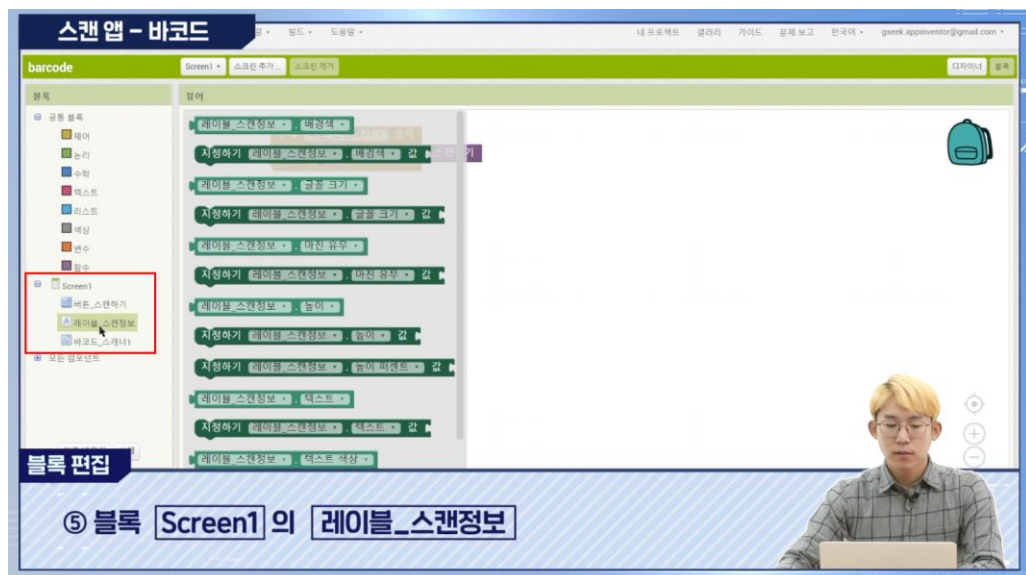 스캔 앱 - 바코드
빌드 도움말
내 프로젝트 갤러리 가이드 문제 보고 한국어 gseek.appinventor@gmail.com
barcode
Screen1 스크린 추가... 스크린 제거
디자이너 블록
블록
뷰어
공통 블록
제어
논리
수학
텍스트
리스트
색상
변수
함수
Screen1
버튼_스캔하기
레이블_스캔정보
바코드_스캐너1
모든 컴포넌트
레이블_스캔정보 . 배경색
지정하기 레이블_스캔정보 . 배경색 값
레이블_스캔정보 . 글꼴 크기
지정하기 레이블_스캔정보 . 글꼴 크기 값
레이블_스캔정보 . 마진 유무
지정하기 레이블_스캔정보 . 마진 유무 값
레이블_스캔정보 . 높이
지정하기 레이블_스캔정보 . 높이 값
지정하기 레이블_스캔정보 . 높이 퍼센트 값
레이블_스캔정보 . 텍스트
지정하기 레이블_스캔정보 . 텍스트 값
레이블_스캔정보 . 텍스트 색상
블록 편집
⑤ 블록 Screen1 의 레이블_스캔정보